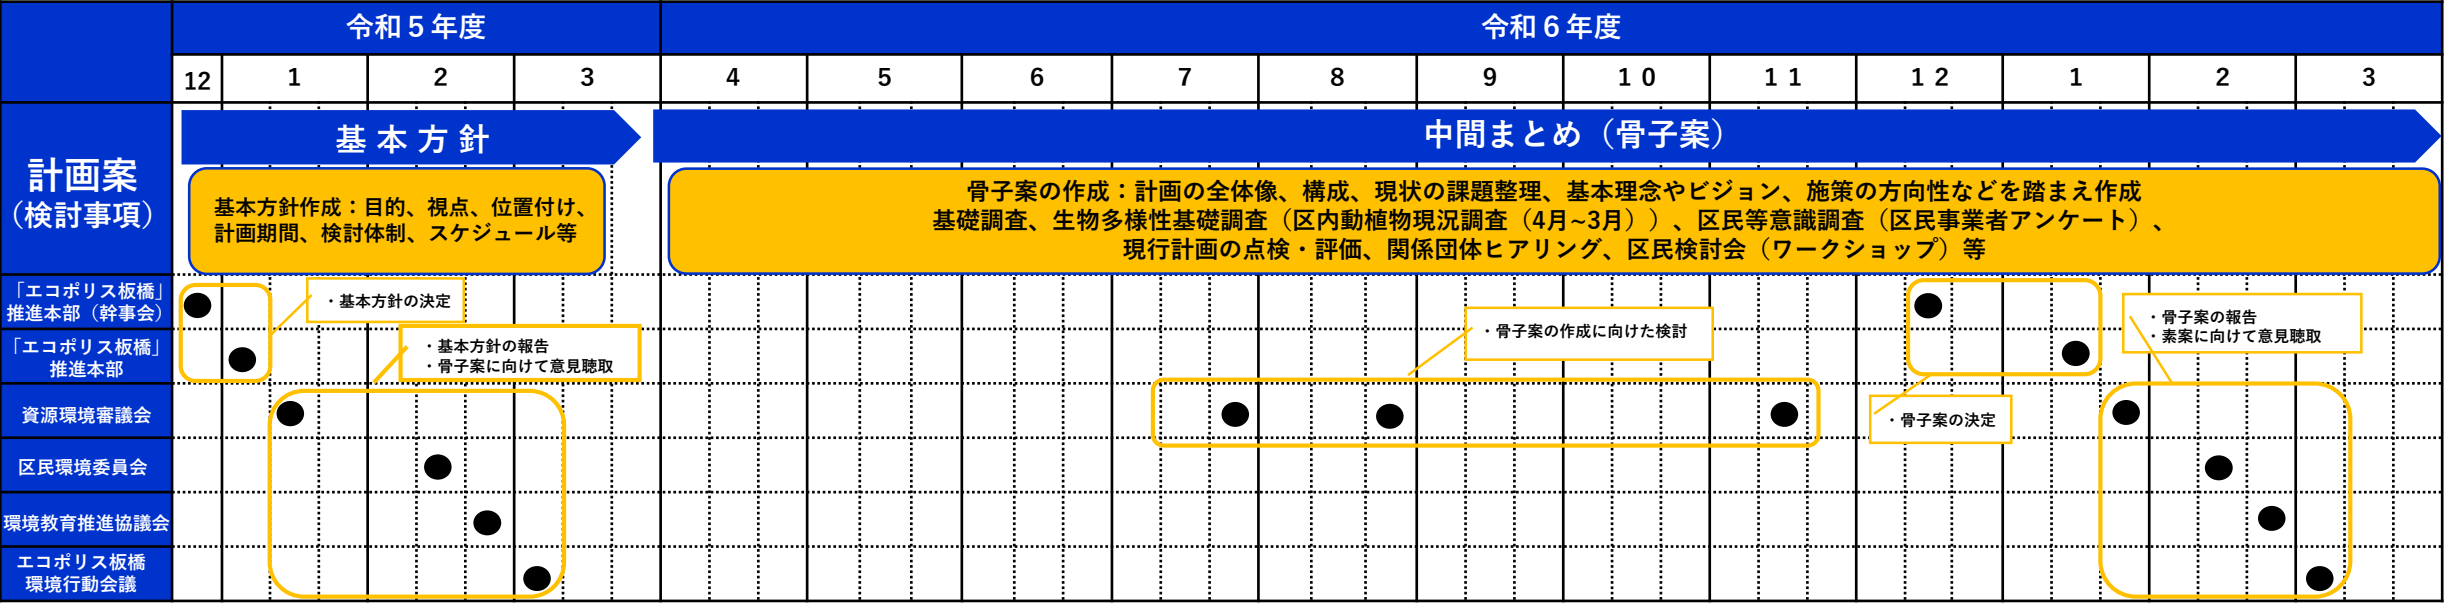 令和５年度
令和６年度
12
1
2
3
4
5
6
7
8
9
１０
１１
１２
1
2
3
計画案
（検討事項）
基本方針
中間まとめ（骨子案）
基本方針作成：目的、視点、位置付け、
計画期間、検討体制、スケジュール等
骨子案の作成：計画の全体像、構成、現状の課題整理、基本理念やビジョン、施策の方向性などを踏まえ作成
基礎調査、生物多様性基礎調査（区内動植物現況調査（4月~3月））、区民等意識調査（区民事業者アンケート）、
現行計画の点検・評価、関係団体ヒアリング、区民検討会（ワークショップ）等
「エコポリス板橋」
推進本部（幹事会）
・基本方針の決定
「エコポリス板橋」
推進本部
・基本方針の報告
・骨子案に向けて意見聴取
・骨子案の作成に向けた検討
・骨子案の報告
・素案に向けて意見聴取
資源環境審議会
・骨子案の決定
区民環境委員会
環境教育推進協議会
エコポリス板橋
環境行動会議